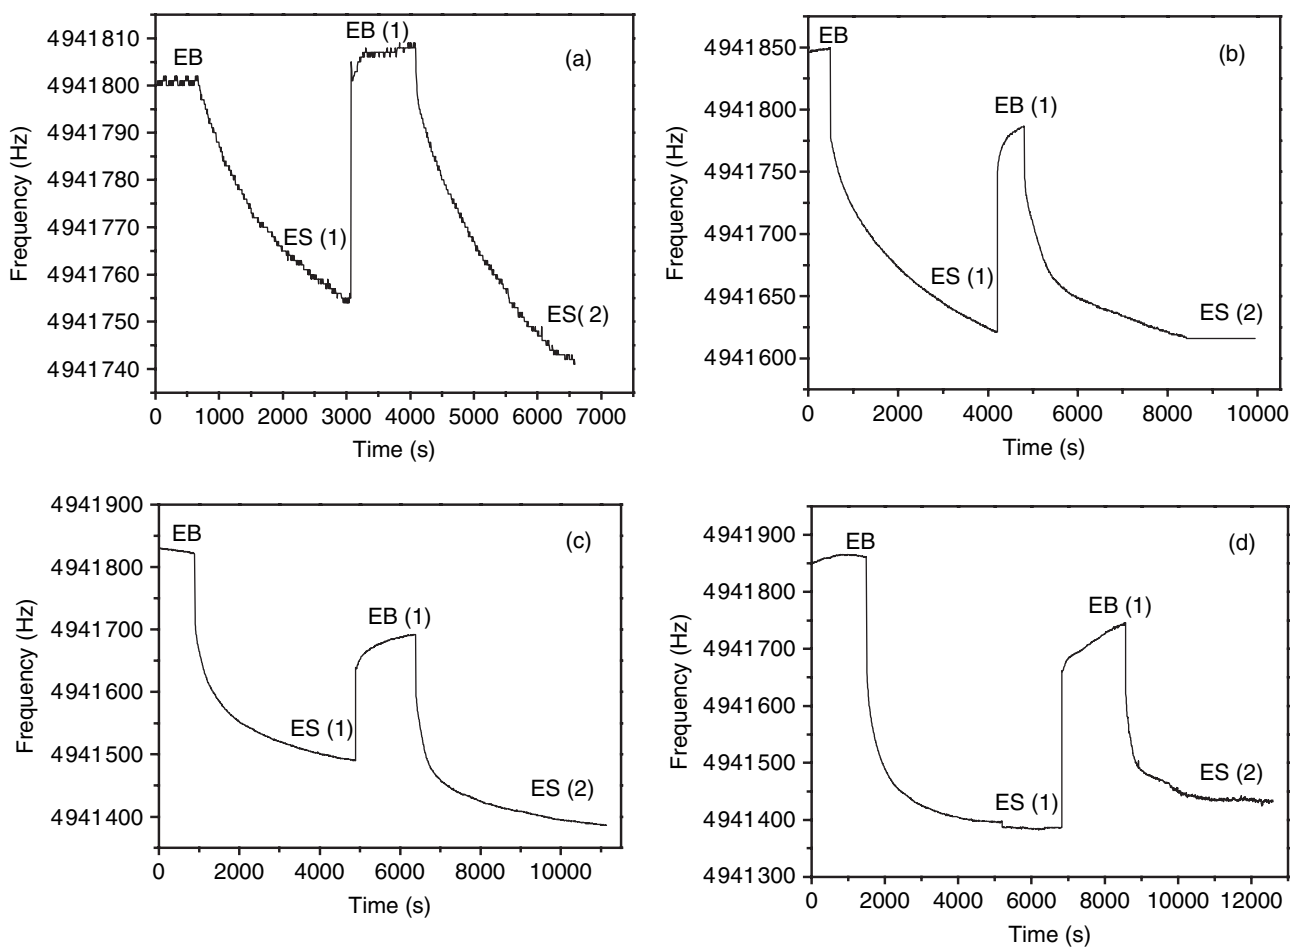 4941810
4941800
4941790
4941780
4941770
4941760
4941750
4941740
Frequency (Hz)
EB
EB (1)
(a)
ES (1)
ES( 2)
0 1000 2000 3000 4000 5000 6000 7000
Time (s)
4941850
4941800
4941750
4941700
4941650
4941600
Frequency (Hz)
EB
(b)
EB (1)
ES (1)
ES (2)
0 2000 4000 6000 8000 10000
Time (s)
4941900
4941800
4941700
4941600
4941500
4941400
Frequency (Hz)
EB
(c)
EB (1)
ES (1)
ES (2)
0 2000 4000 6000 8000 10000
Time (s)
4941900
4941800
4941700
4941600
4941500
4941400
4941300
Frequency (Hz)
EB
(d)
EB (1)
ES (2)
ES (1)
0 2000 4000 6000 8000 10000 12000
Time (s)